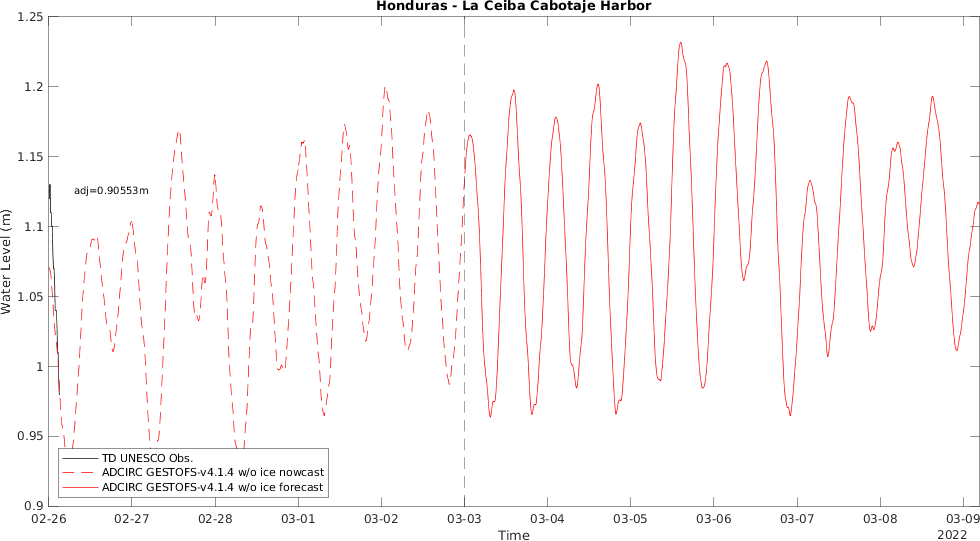 Honduras - La Ceiba Cabotaje Harbor
Water Level (m)
1.25
1.2
1.15
1.1
1.05
1
0.95
0.9
adj=0.90553m
TD UNESCO Obs.
ADCIRC GESTOFS-v4.1.4 w/o ice nowcast
ADCIRC GESTOFS-v4.1.4 w/o ice forecast
02-26 02-27 02-28 03-01 03-02 03-03 03-04 03-05 03-06 03-07 03-08 03-09
Time
2022